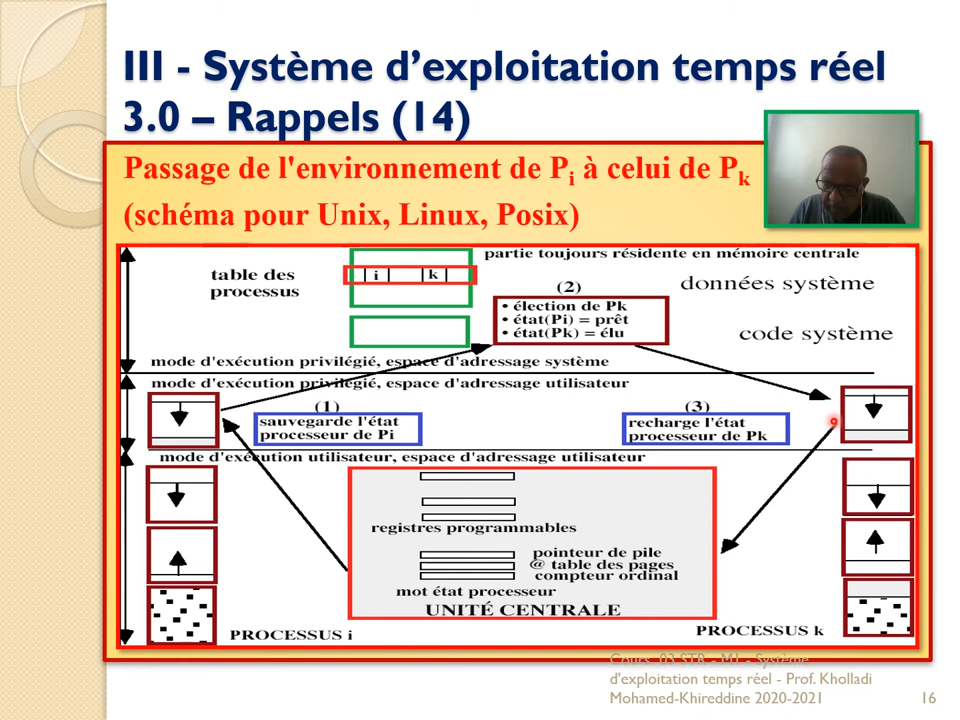 III - Système d'exploitation temps réel
3.0 – Rappels (14)
Passage de l'environnement de Pi à celui de Pk
(schéma pour Unix, Linux, Posix)
partie toujours résidente en mémoire centrale
table des
processus
i
k
données système
(2)
• élection de Pk
• état(Pi) = prêt
• état(Pk) = élu
code système
mode d'exécution privilégié, espace d'adressage système
mode d'exécution privilégié, espace d'adressage utilisateur
(1)
sauvegarde l'état
processeur de Pi
(3)
recharge l'état
processeur de Pk
mode d'exécution utilisateur, espace d'adressage utilisateur
registres programmables
pointeur de pile
@ table des pages
compteur ordinal
mot état processeur
UNITÉ CENTRALE
PROCESSUS i
PROCESSUS k
Cours_03 STR - M1 - Système
d'exploitation temps réel - Prof. Kholladi
Mohamed-Khireddine 2020-2021
16